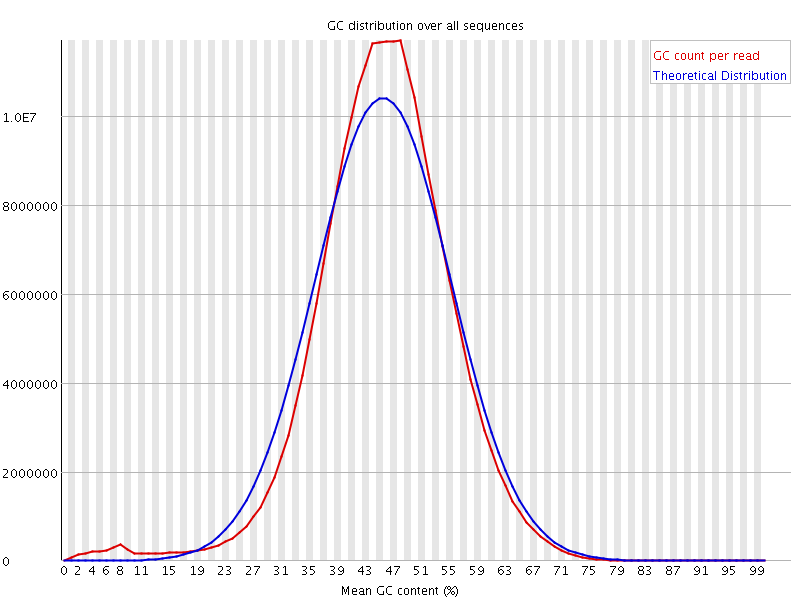 GC distribution over all sequences
GC count per read
Theoretical Distribution
1.0E7
8000000
6000000
4000000
2000000
0
0 2 4 6 8 11 15 19 23 27 31 35 39 43 47 51 55 59 63 67 71 75 79 83 87 91 95 99
Mean GC content (%)